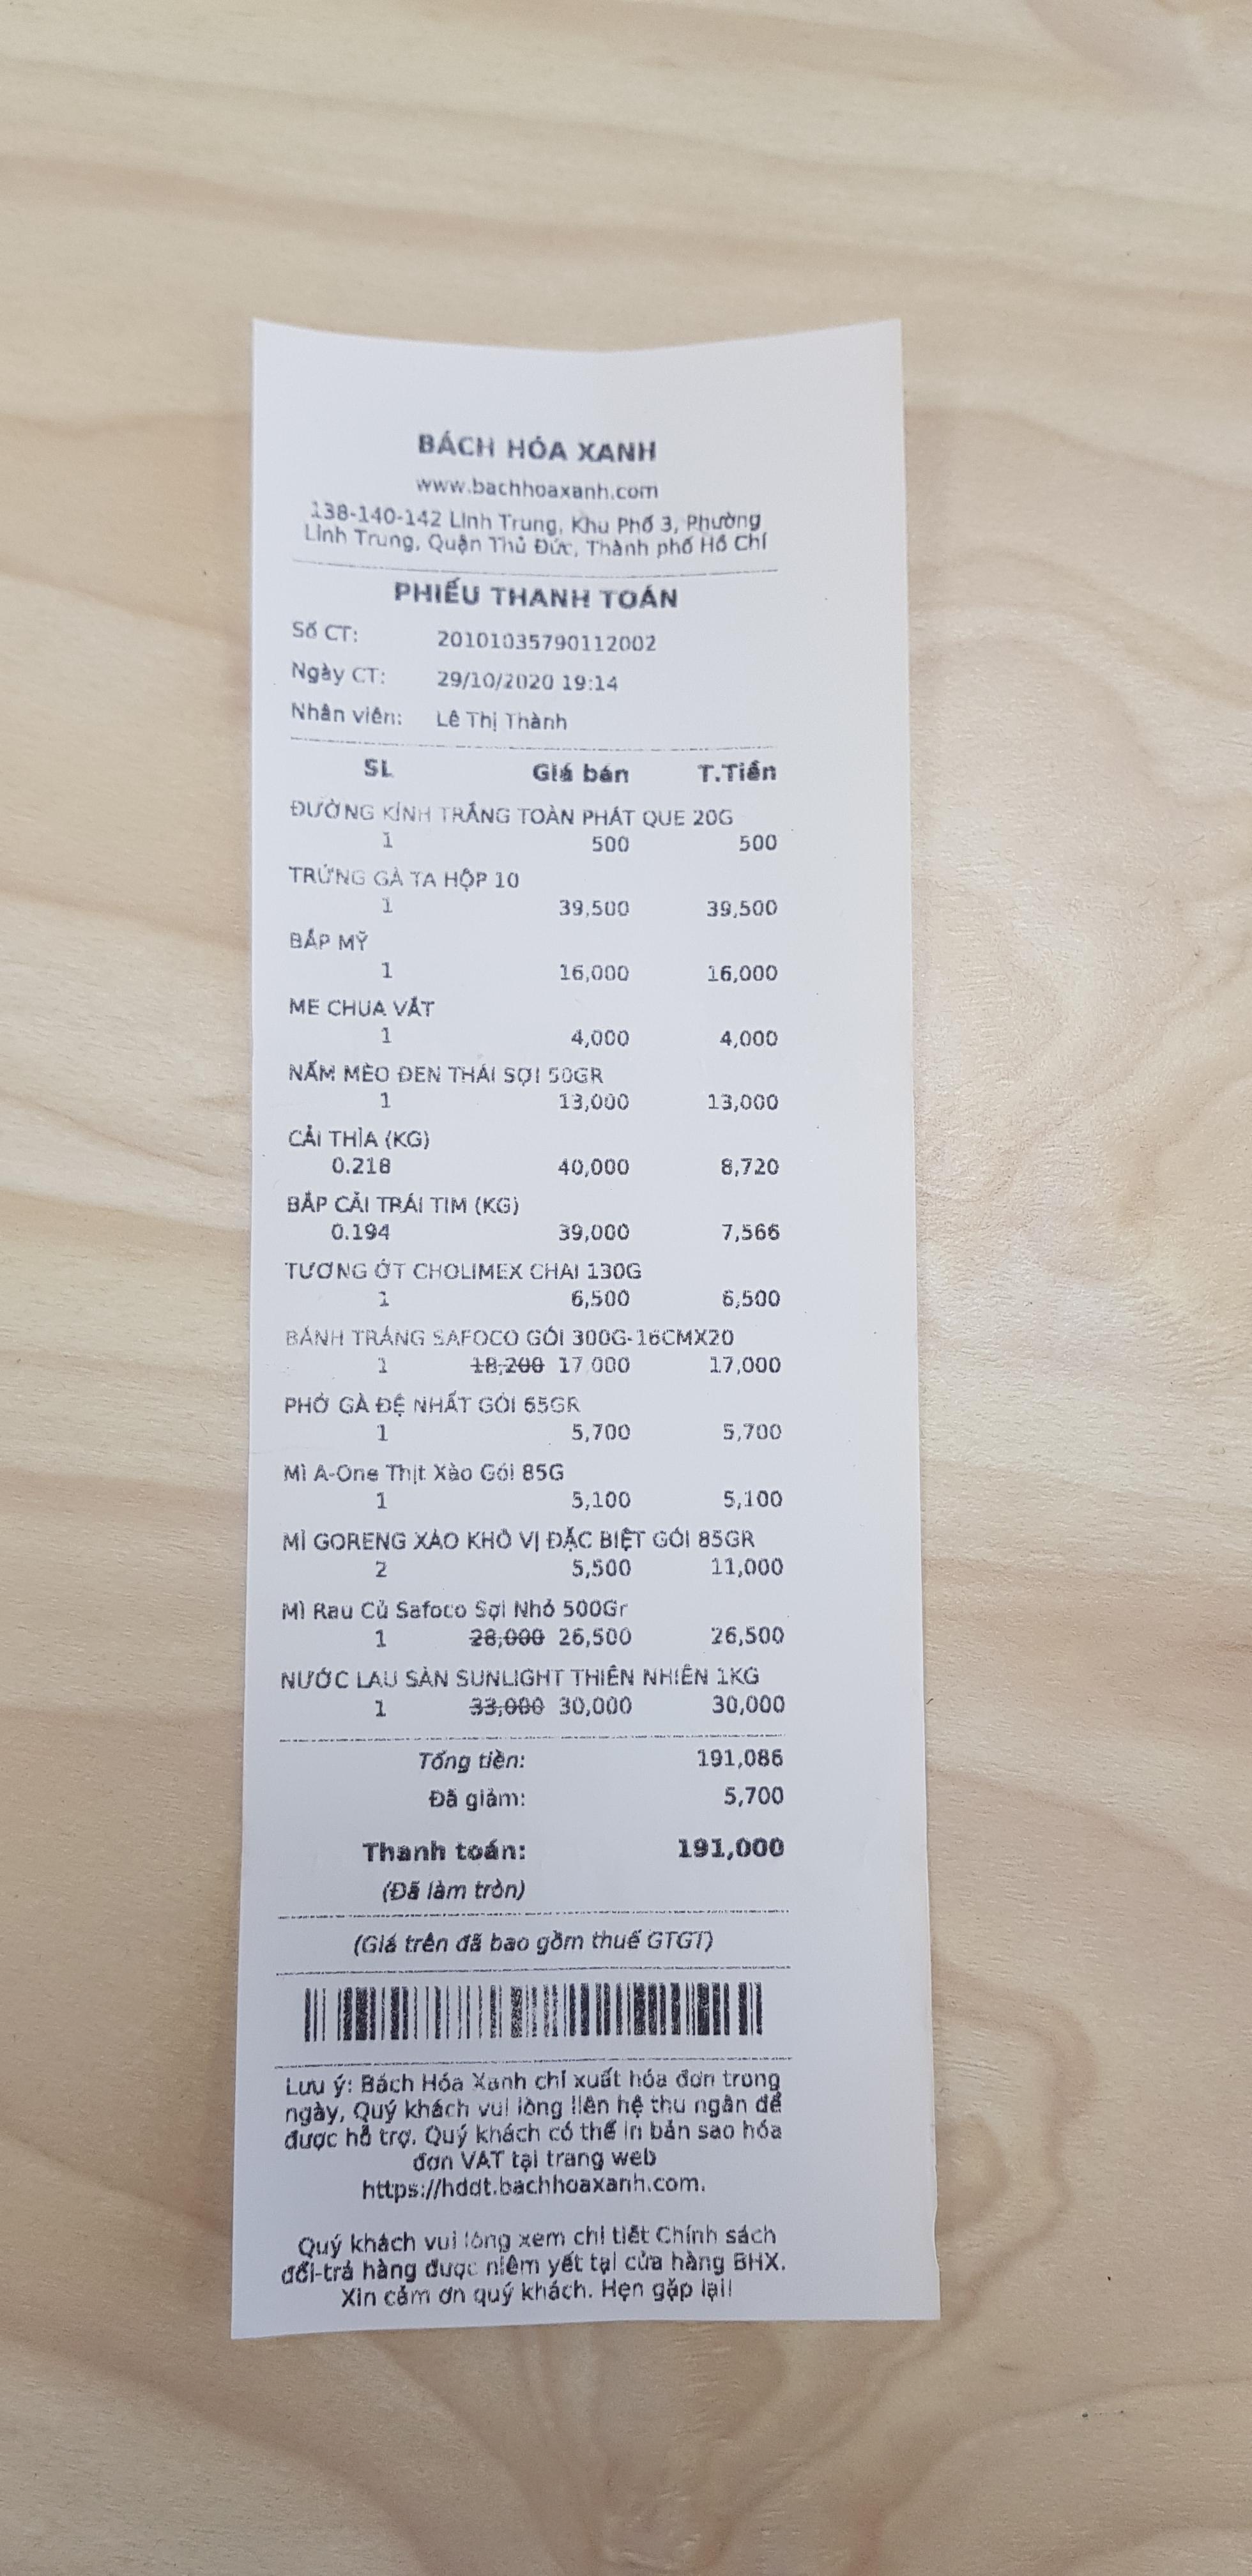 BÁCH HÓA XANH
www.bachhoaxanh.com
138-140-142 Linh Trung, Khu Phố 3, Phường
Linh Trung, Quận Thủ Đức, Thành phố Hồ Chí
PHIẾU THANH TOÁN
Số CT: 20101035790112002
Ngày CT: 29/10/2020 19:14
Nhân viên: Lê Thị Thành
SL Giá bán T.Tiền
ĐƯỜNG KÍNH TRẮNG TOÀN PHÁT QUE 20G
1 500 500
TRỨNG GÀ TA HỘP 10
1 39,500 39,500
BẮP MỸ
1 16,000 16,000
ME CHUA VẮT
1 4,000 4,000
NẤM MÈO ĐEN THÁI SỢI 50GR
1 13,000 13,000
CẢI THÌA (KG)
0.218 40,000 8,720
BẮP CẢI TRÁI TIM (KG)
0.194 39,000 7,566
TƯƠNG ỚT CHOLIMEX CHAI 130G
1 6,500 6,500
BÁNH TRÁNG SAFOCO GÓI 300G-16CMX20
1 18,200 17,000 17,000
PHỞ GÀ ĐỆ NHẤT GÓI 65GR
1 5,700 5,700
Mì A-One Thịt Xào Gói 85G
1 5,100 5,100
MÌ GORENG XÀO KHÔ VỊ ĐẶC BIỆT GÓI 85GR
2 5,500 11,000
Mì Rau Củ Safoco Sợi Nhỏ 500Gr
1 28,000 26,500 26,500
NƯỚC LAU SÀN SUNLIGHT THIÊN NHIÊN 1KG
1 33,000 30,000 30,000
Tổng tiền: 191,086
Đã giảm: 5,700
Thanh toán: 191,000
(Đã làm tròn)
(Giá trên đã bao gồm thuế GTGT)
Lưu ý: Bách Hóa Xanh chỉ xuất hóa đơn trong
ngày, Quý khách vui lòng liên hệ thu ngân để
được hỗ trợ. Quý khách có thể in bản sao hóa
đơn VAT tại trang web
https://hddt.bachhoaxanh.com.
Quý khách vui lòng xem chi tiết Chính sách
đổi-trả hàng được niêm yết tại cửa hàng BHX.
Xin cảm ơn quý khách. Hẹn gặp lại!